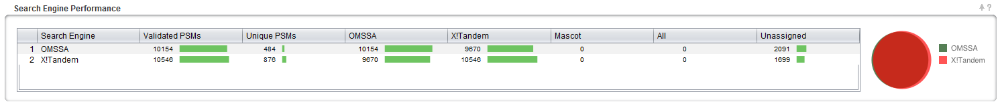 Search Engine Performance ?
Search Engine Validated PSMs Unique PSMs OMSSA X!Tandem Mascot All Unassigned
1 OMSSA 10154 484 10154 9670 0 0 2091
2 X!Tandem 10546 876 9670 10546 0 0 1699
OMSSA
X!Tandem